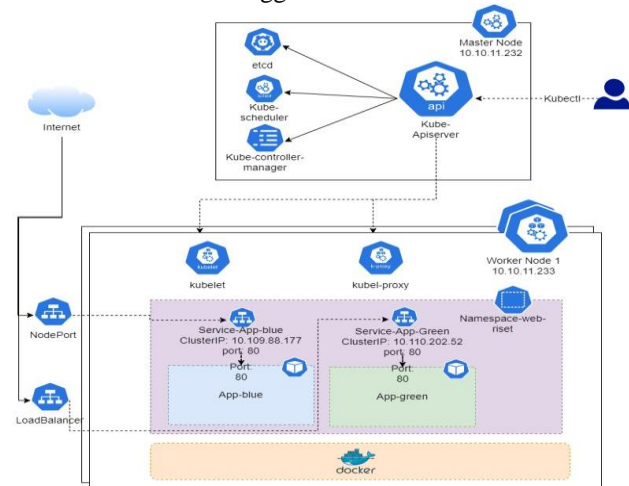 Master Node
10.10.11.232
etcd
Kube-
scheduler
Kube-controller-
manager
api
Kube-
Apiserver
Kubectl
Internet
Worker Node 1
10.10.11.233
kubelet
kubelet
k-proxy
kubel-proxy
NodePort
LoadBalancer
Namespace-web-
riset
Service-App-blue
ClusterIP: 10.109.88.177
port: 80
Port:
80
App-blue
Service-App-Green
ClusterIP: 10.110.202.52
port: 80
Port:
80
App-green
docker